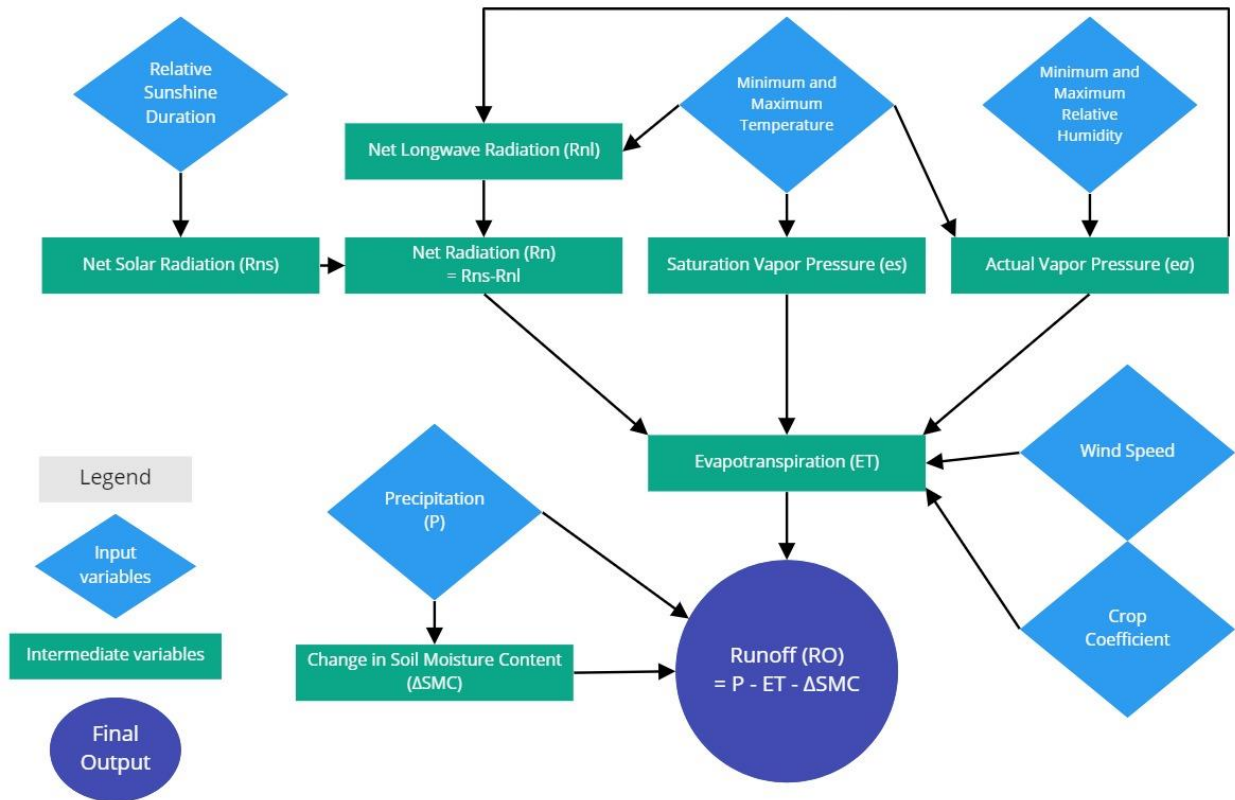 Relative
Sunshine
Duration
Minimum and
Maximum
Temperature
Minimum and
Maximum
Relative
Humidity
Net Longwave Radiation (Rnl)
Net Solar Radiation (Rns)
Net Radiation (Rn)
= Rns-Rnl
Saturation Vapor Pressure (es)
Actual Vapor Pressure (ea)
Evapotranspiration (ET)
Wind Speed
Legend
Precipitation
(P)
Input
variables
Crop
Coefficient
Intermediate variables
Change in Soil Moisture Content
(ΔSMC)
Runoff (RO)
= P - ET - ΔSMC
Final
Output